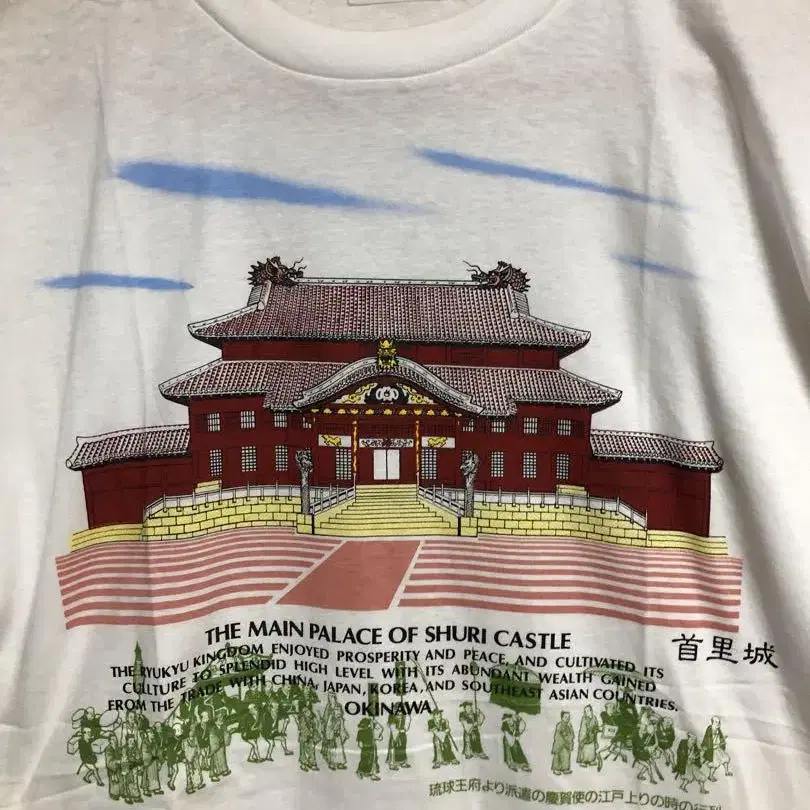 THE MAIN PALACE OF SHURI CASTLE
首里城
THE RYUKYU KINGDOM ENJOYED PROSPERITY AND PEACE, AND CULTIVATED ITS
CULTURE TO SPLENDID HIGH LEVEL WITH ITS ABUNDANT WEALTH GAINED
FROM THE TRADE WITH CHINA, JAPAN, KOREA, AND SOUTHEAST ASIAN COUNTRIES.
OKINAWA
琉球王府より派遣の慶賀使の江戸上りの時の行列